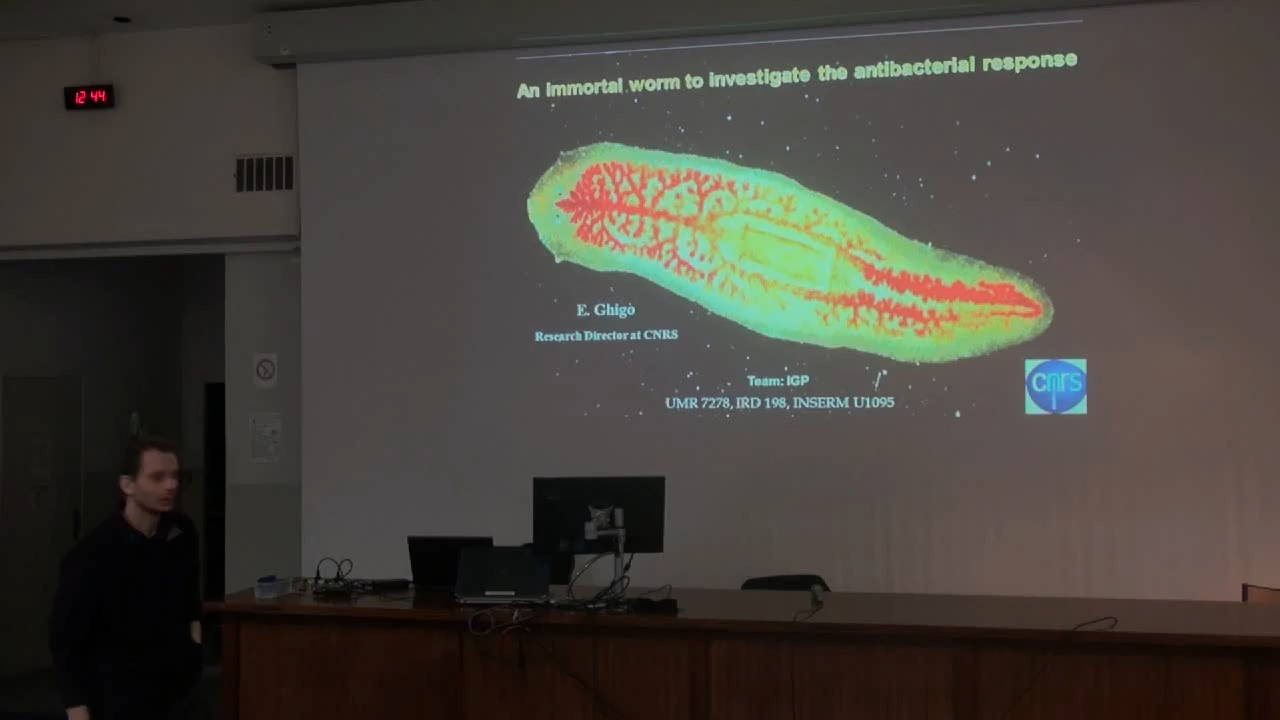 12 44
An immortal worm to investigate the antibacterial response
E. Ghigo
Research Director at CNRS
Team: IGP
UMR 7278, IRD 198, INSERM U1095
cnrs